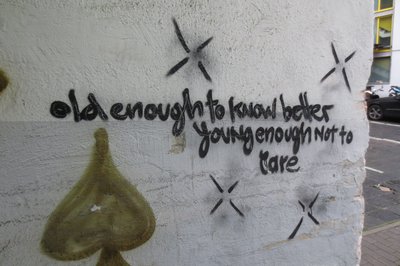 old enough to know better
young enough not to
care